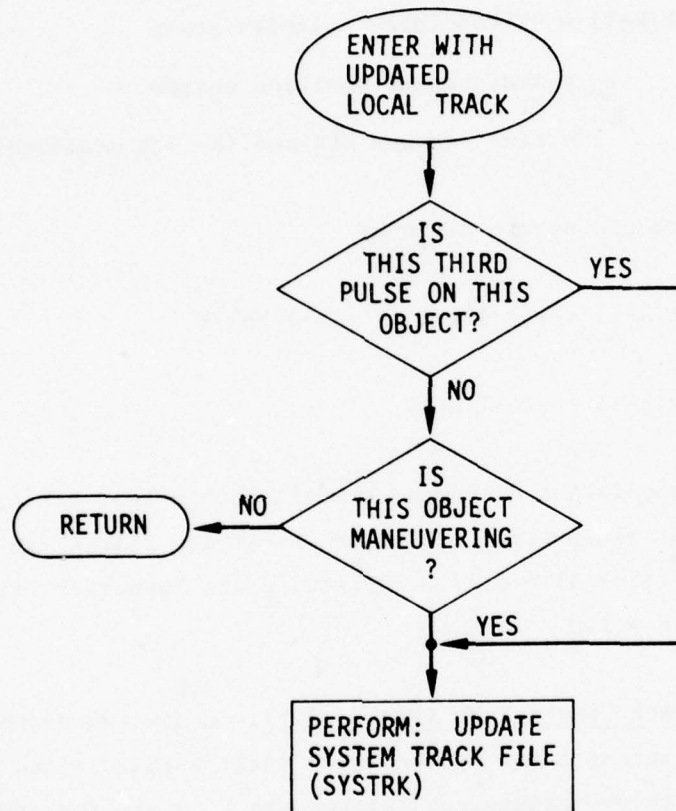 ENTER WITH
UPDATED
LOCAL TRACK
IS
THIS THIRD
PULSE ON THIS
OBJECT?
YES
NO
IS
THIS OBJECT
MANEUVERING
?
NO
RETURN
YES
PERFORM: UPDATE
SYSTEM TRACK FILE
(SYSTRK)